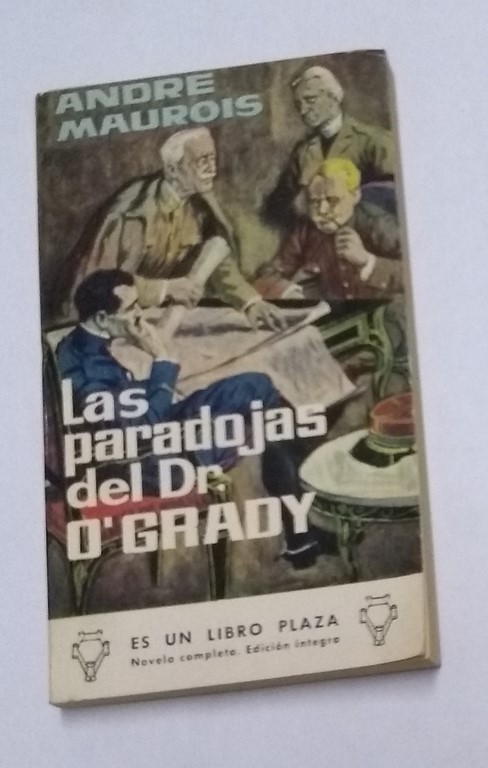 ANDRE
MAUROIS
Las
paradojas
del Dr.
O'GRADY
ES UN LIBRO PLAZA
Novela completa. Edición íntegra